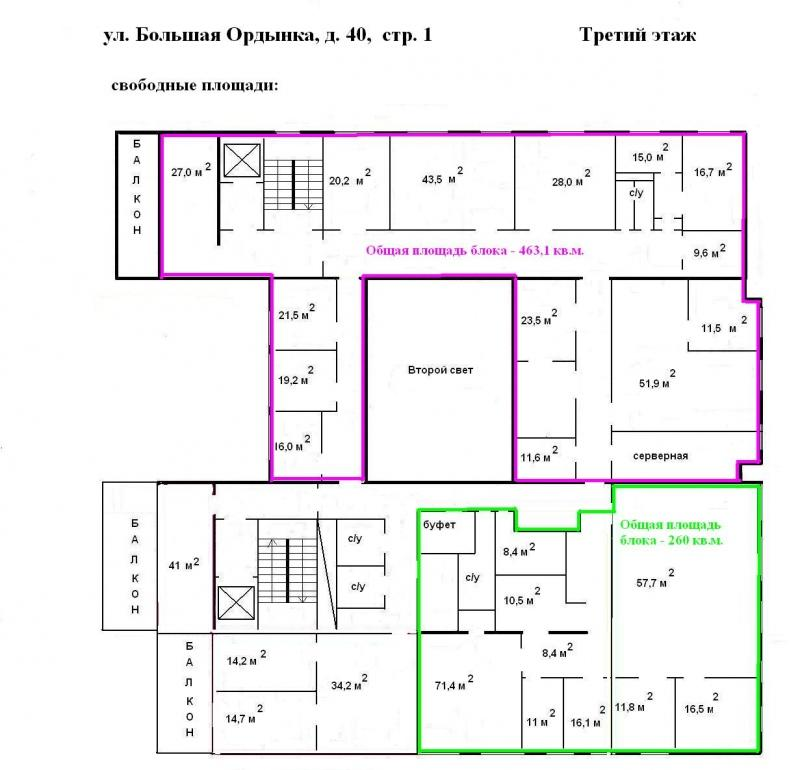 ул. Большая Ордынка, д. 40, стр. 1
Третий этаж
свободные площади:
БАЛКОН
27,0 м2
20,2 м2
43,5 м2
28,0 м2
15,0 м2
с/у
16,7 м2
9,6 м2
Общая площадь блока - 463,1 кв.м.
21,5 м2
19,2 м2
16,0 м2
Второй свет
23,5 м2
11,5 м2
51,9 м2
11,6 м2
серверная
БАЛКОН
41 м2
с/у
с/у
буфет
с/у
8,4 м2
10,5 м2
Общая площадь
блока - 260 кв.м.
57,7 м2
БАЛКОН
14,2 м2
14,7 м2
34,2 м2
71,4 м2
8,4 м2
11 м2
16,1 м2
11,8 м2
16,5 м2